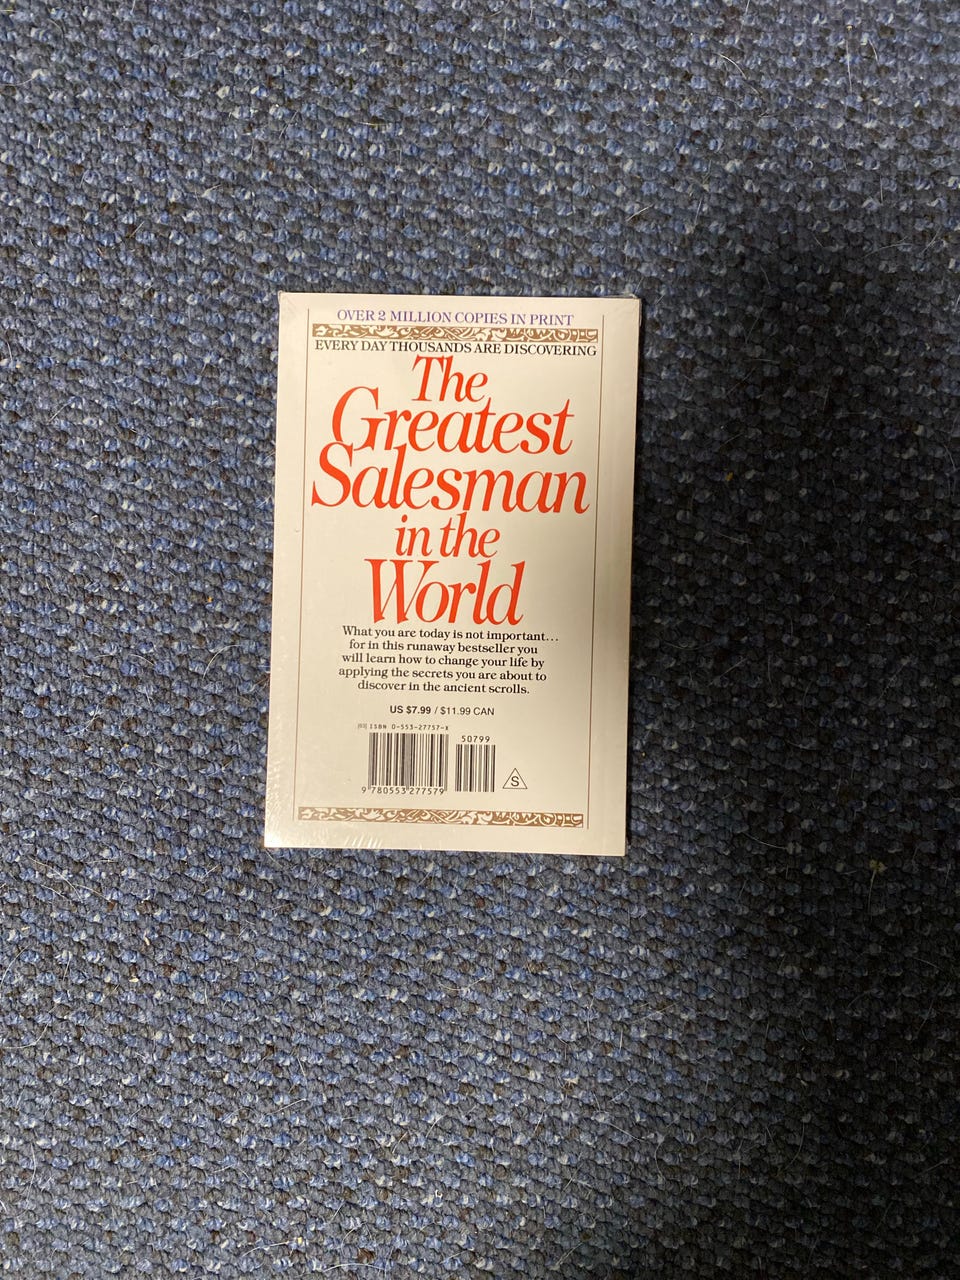 OVER 2 MILLION COPIES IN PRINT
EVERY DAY THOUSANDS ARE DISCOVERING
The
Greatest
Salesman
in the
World
What you are today is not important...
for in this runaway bestseller you
will learn how to change your life by
applying the secrets you are about to
discover in the ancient scrolls.
US $7.99 / $11.99 CAN
ISBN 0-553-27757-X
50799
9 780553 277579
S